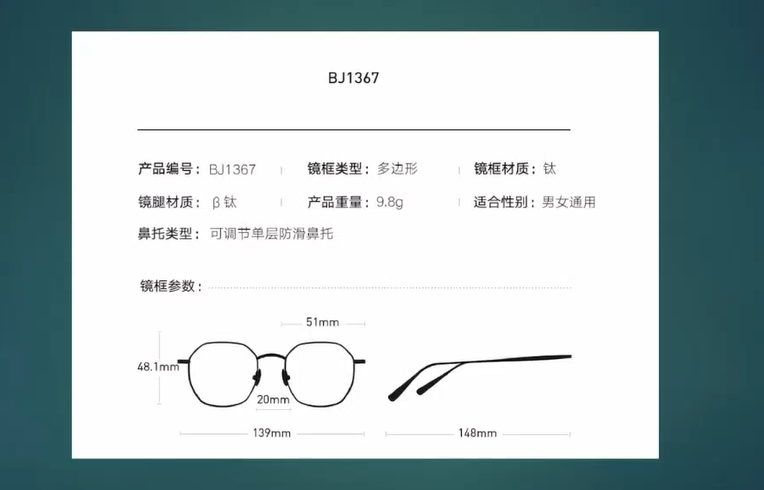 BJ1367
产品编号： BJ1367 镜框类型： 多边形 镜框材质： 钛
镜腿材质： β 钛 产品重量： 9.8g 适合性别： 男女通用
鼻托类型： 可调节单层防滑鼻托
镜框参数：
51mm
48.1mm
20mm
139mm 148mm